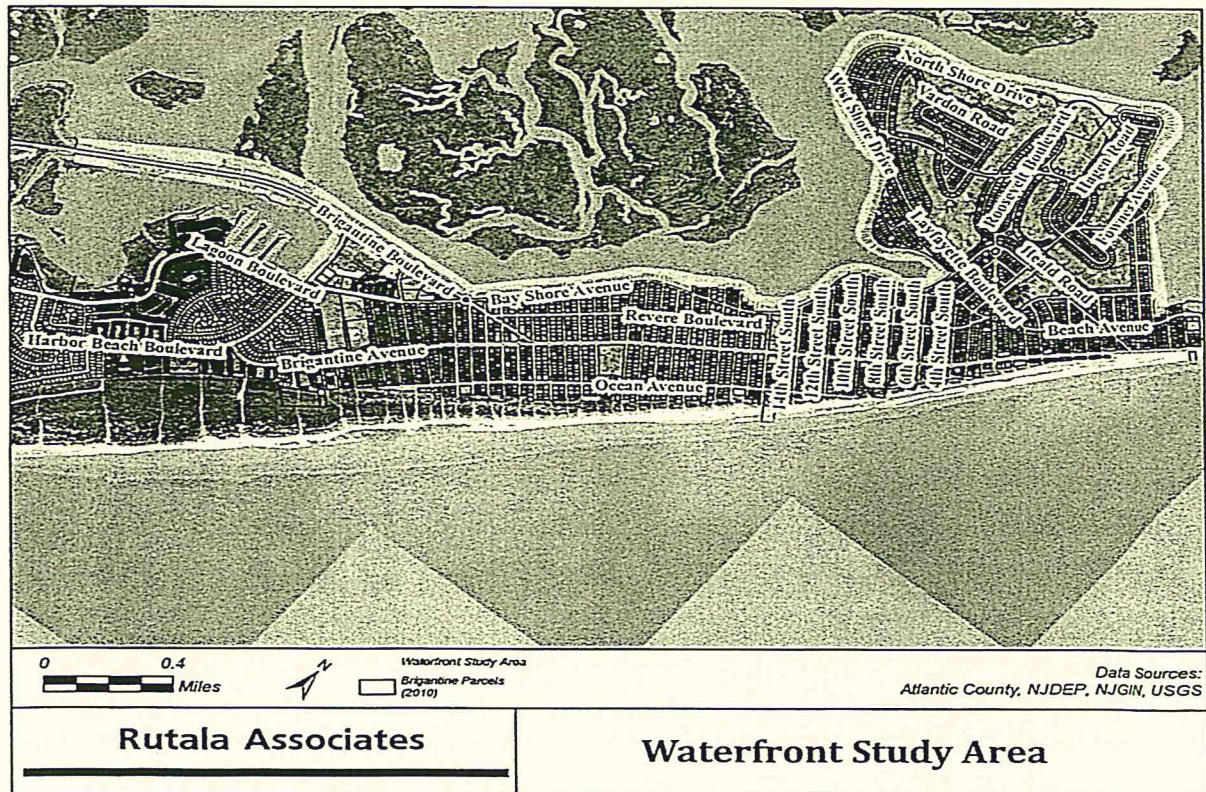 North Shore Drive
Vardon Road
West Shore Drive
Roosevelt Boulevard
Hagen Road
Lafayette Boulevard
Heald Road
Brigantine Boulevard
Lagoon Boulevard
Bay Shore Avenue
Revere Boulevard
Harbor Beach Boulevard
Brigantine Avenue
Ocean Avenue
14th Street South
12th Street South
10th Street South
8th Street South
6th Street South
4th Street South
Beach Avenue
0 0.4
Miles
N
Waterfront Study Area
Brigantine Parcels
(2010)
Data Sources:
Atlantic County, NJDEP, NJGIN, USGS
Rutala Associates
Waterfront Study Area